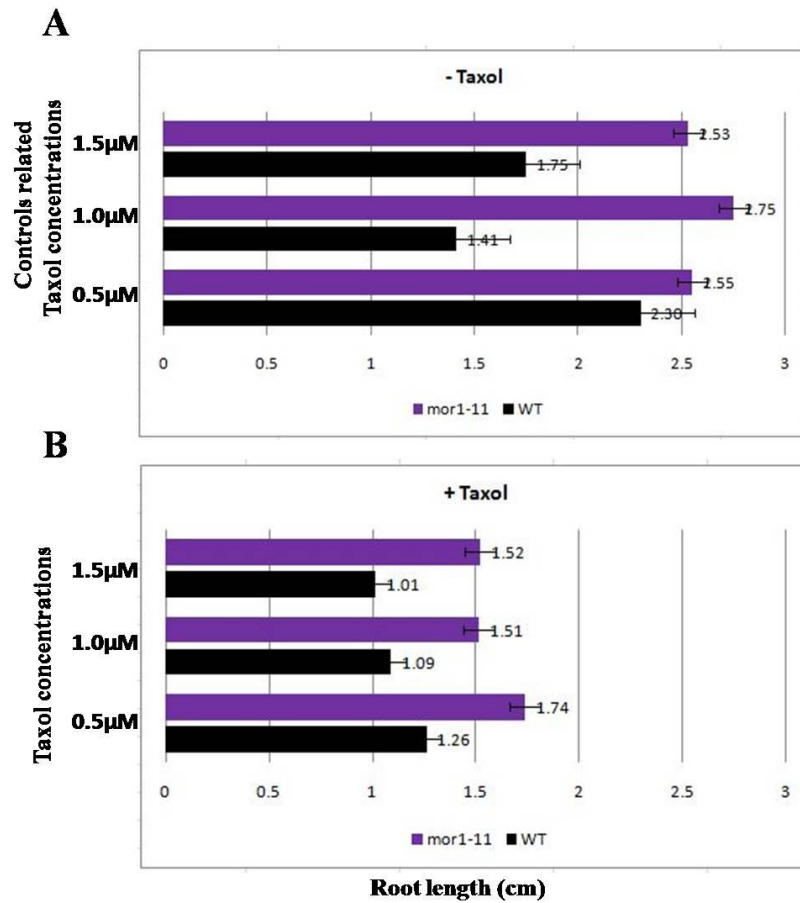 A
- Taxol
Controls related
Taxol concentrations
1.5μM
2.53
1.75
1.0μM
2.75
1.41
0.5μM
2.55
2.30
0 0.5 1 1.5 2 2.5 3
mor1-11 WT
B
+ Taxol
Taxol concentrations
1.5μM
1.52
1.01
1.0μM
1.51
1.09
0.5μM
1.74
1.26
0 0.5 1 1.5 2 2.5 3
mor1-11 WT
Root length (cm)